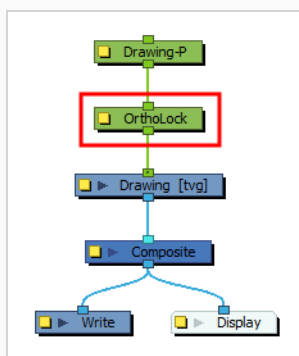 Drawing-P
OrthoLock
Drawing [tvg]
Composite
Write Display